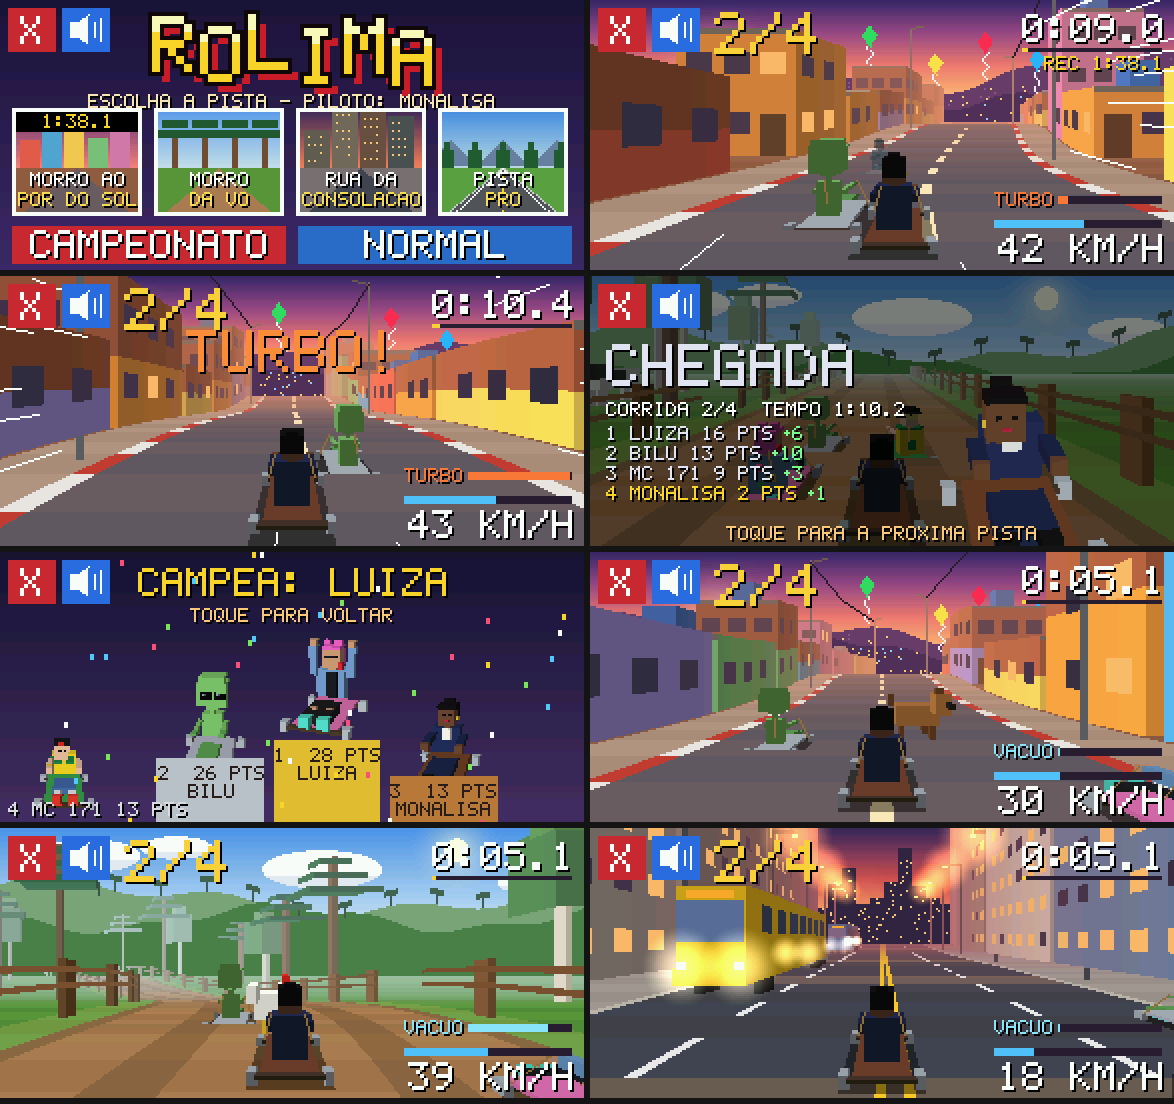 X
ROLIMA
ESCOLHA A PISTA - PILOTO: MONALISA
1:38.1
MORRO AO
POR DO SOL
MORRO
DA VO
RUA DA
CONSOLACAO
PISTA
PRO
CAMPEONATO
NORMAL
X
2/4
0:09.0
REC 1:38.1
TURBO
42 KM/H
X
2/4
0:10.4
TURBO!
TURBO
43 KM/H
X
CHEGADA
CORRIDA 2/4 TEMPO 1:10.2
1 LUIZA 16 PTS +6
2 BILU 13 PTS +10
3 MC 171 9 PTS +3
4 MONALISA 2 PTS +1
TOQUE PARA A PROXIMA PISTA
X
CAMPEA: LUIZA
TOQUE PARA VOLTAR
1 28 PTS
LUIZA
2 26 PTS
BILU
3 13 PTS
MONALISA
4 MC 171 13 PTS
X
2/4
0:05.1
VACUO
30 KM/H
X
2/4
0:05.1
VACUO
39 KM/H
X
2/4
0:05.1
VACUO
18 KM/H